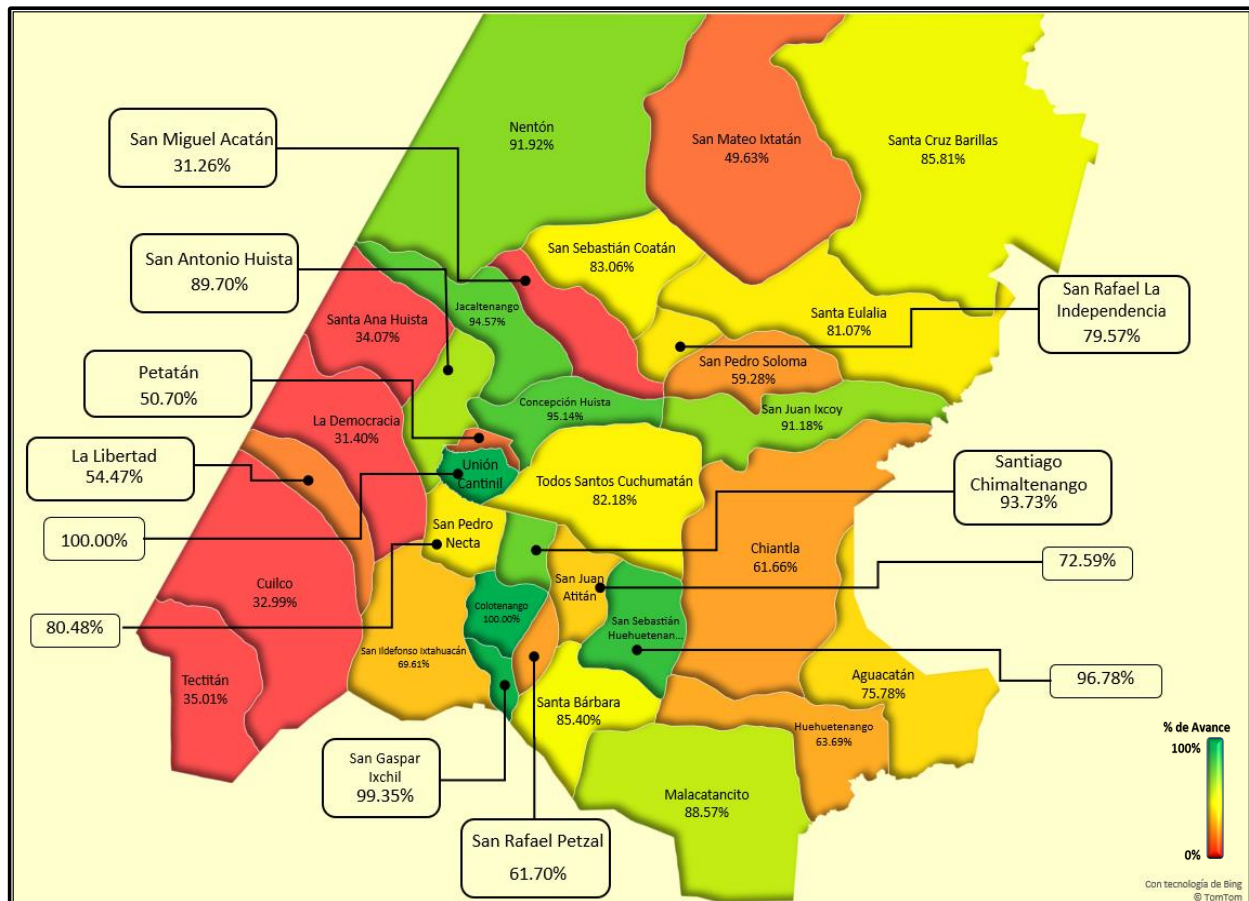 Nentón
91.92%
San Mateo Ixtatán
49.63%
Santa Cruz Barillas
85.81%
San Miguel Acatán
31.26%
San Antonio Huista
89.70%
San Sebastián Coatán
83.06%
Jacaltenango
94.57%
Santa Ana Huista
34.07%
Santa Eulalia
81.07%
San Rafael La
Independencia
79.57%
San Pedro Soloma
59.28%
Petatán
50.70%
La Democracia
31.40%
Concepción Huista
95.14%
San Juan Ixcoy
91.18%
La Libertad
54.47%
Unión
Cantinil
Todos Santos Cuchumatán
82.18%
Santiago
Chimaltenango
93.73%
100.00%
San Pedro
Necta
Chiantla
61.66%
72.59%
Cuilco
32.99%
San Juan
Atitán
80.48%
Colotenango
100.00%
San Sebastián
Huehuetenan...
San Ildefonso Ixtahuacán
69.61%
Tectitán
35.01%
Aguacatán
75.78%
96.78%
Santa Bárbara
85.40%
Huehuetenango
63.69%
% de Avance
100%
0%
San Gaspar
Ixchil
99.35%
Malacatancito
88.57%
San Rafael Petzal
61.70%
Con tecnología de Bing
© TomTom